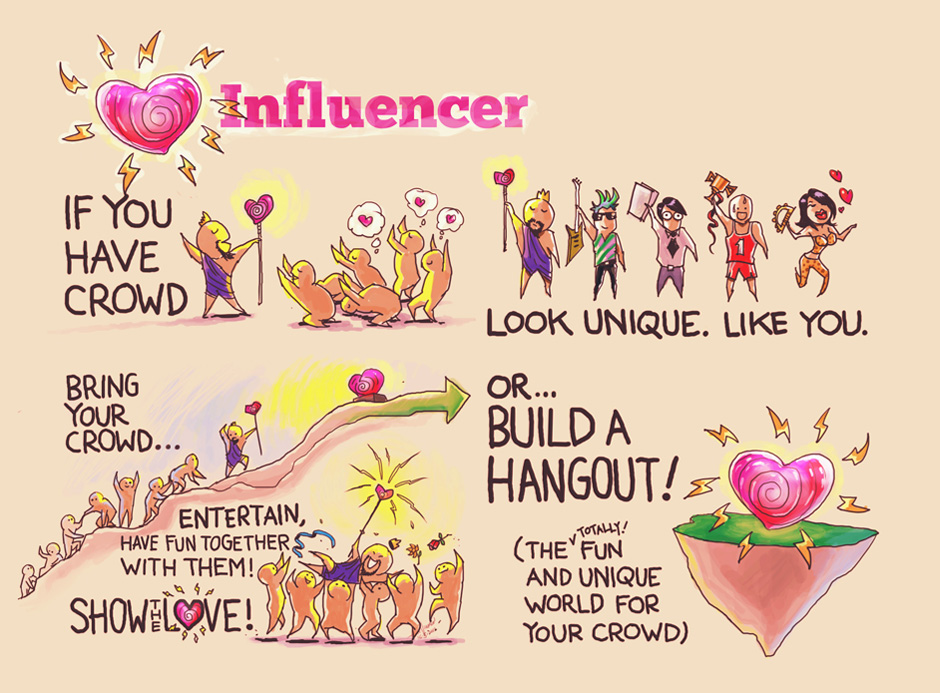 Influencer
IF YOU
HAVE
CROWD
1
LOOK UNIQUE. LIKE YOU.
BRING
YOUR
CROWD...
ENTERTAIN,
HAVE FUN TOGETHER
WITH THEM!
SHOW THE LOVE!
OR...
BUILD A
HANGOUT!
(THE TOTALLY! FUN
AND UNIQUE
WORLD FOR
YOUR CROWD)